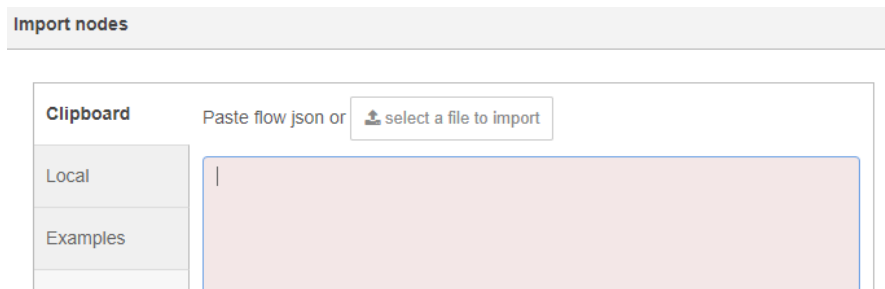 Import nodes
Clipboard
Paste flow json or select a file to import
Local
Examples